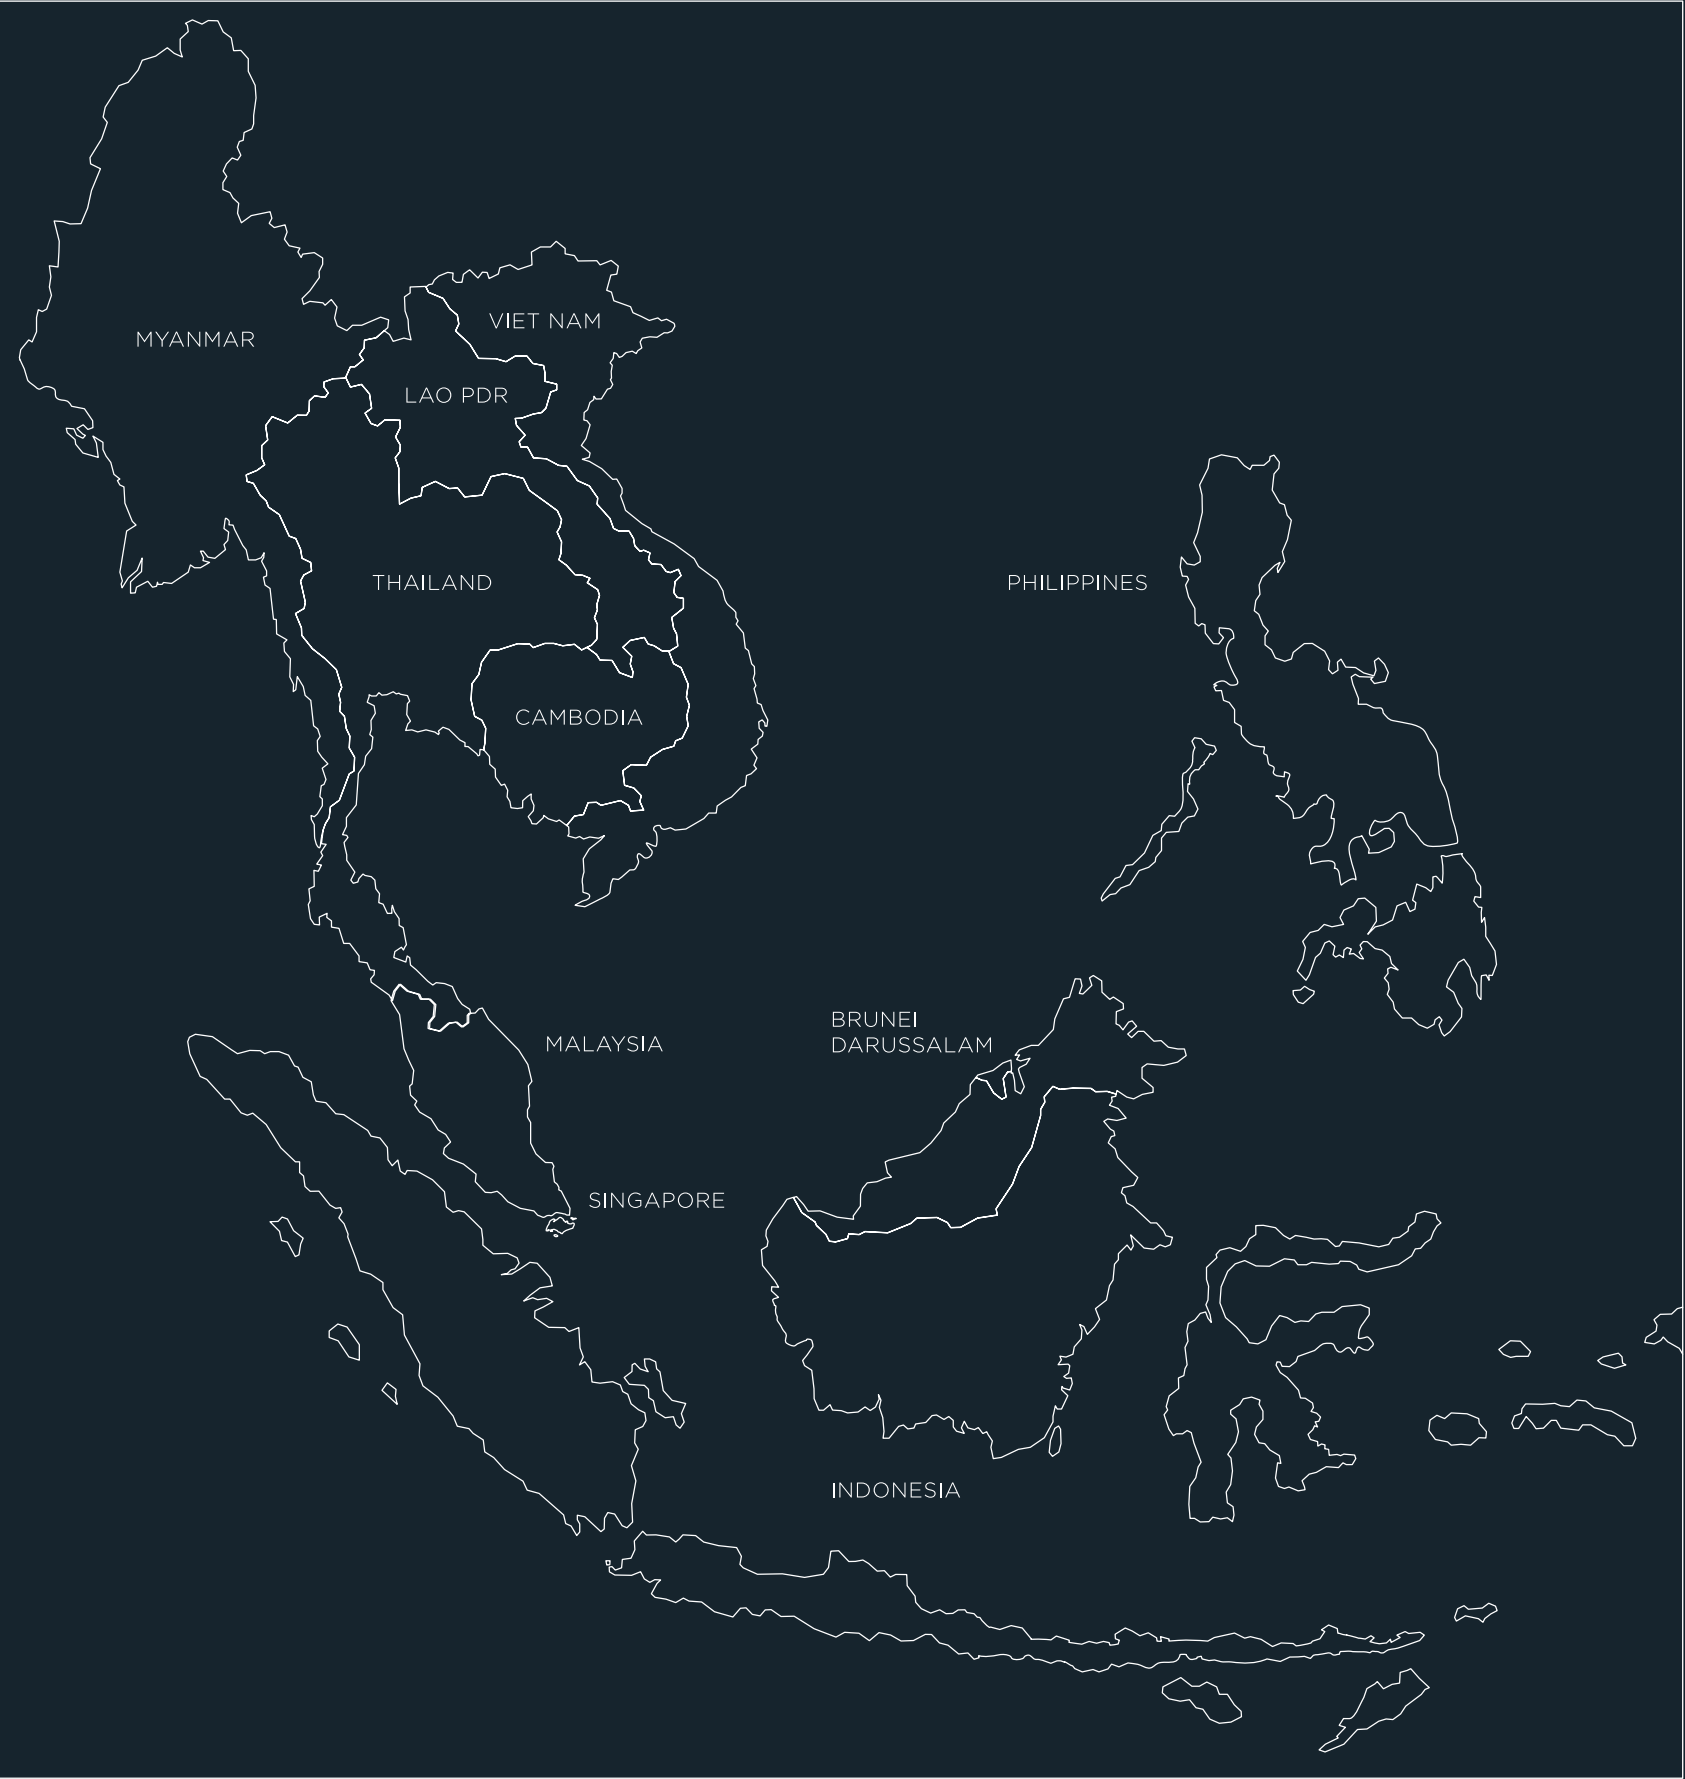 VIET NAM
MYANMAR
LAO PDR
THAILAND
PHILIPPINES
CAMBODIA
BRUNEI
DARUSSALAM
MALAYSIA
SINGAPORE
INDONESIA